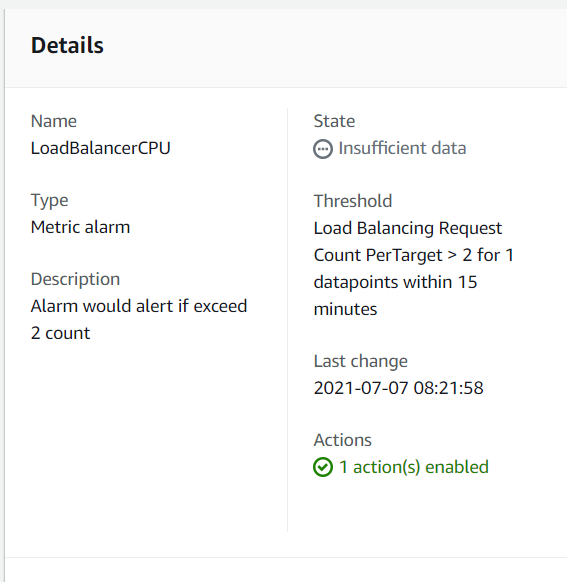 Details
Name
LoadBalancerCPU
Type
Metric alarm
Description
Alarm would alert if exceed
2 count
State
Insufficient data
Threshold
Load Balancing Request
Count PerTarget > 2 for 1
datapoints within 15
minutes
Last change
2021-07-07 08:21:58
Actions
1 action(s) enabled